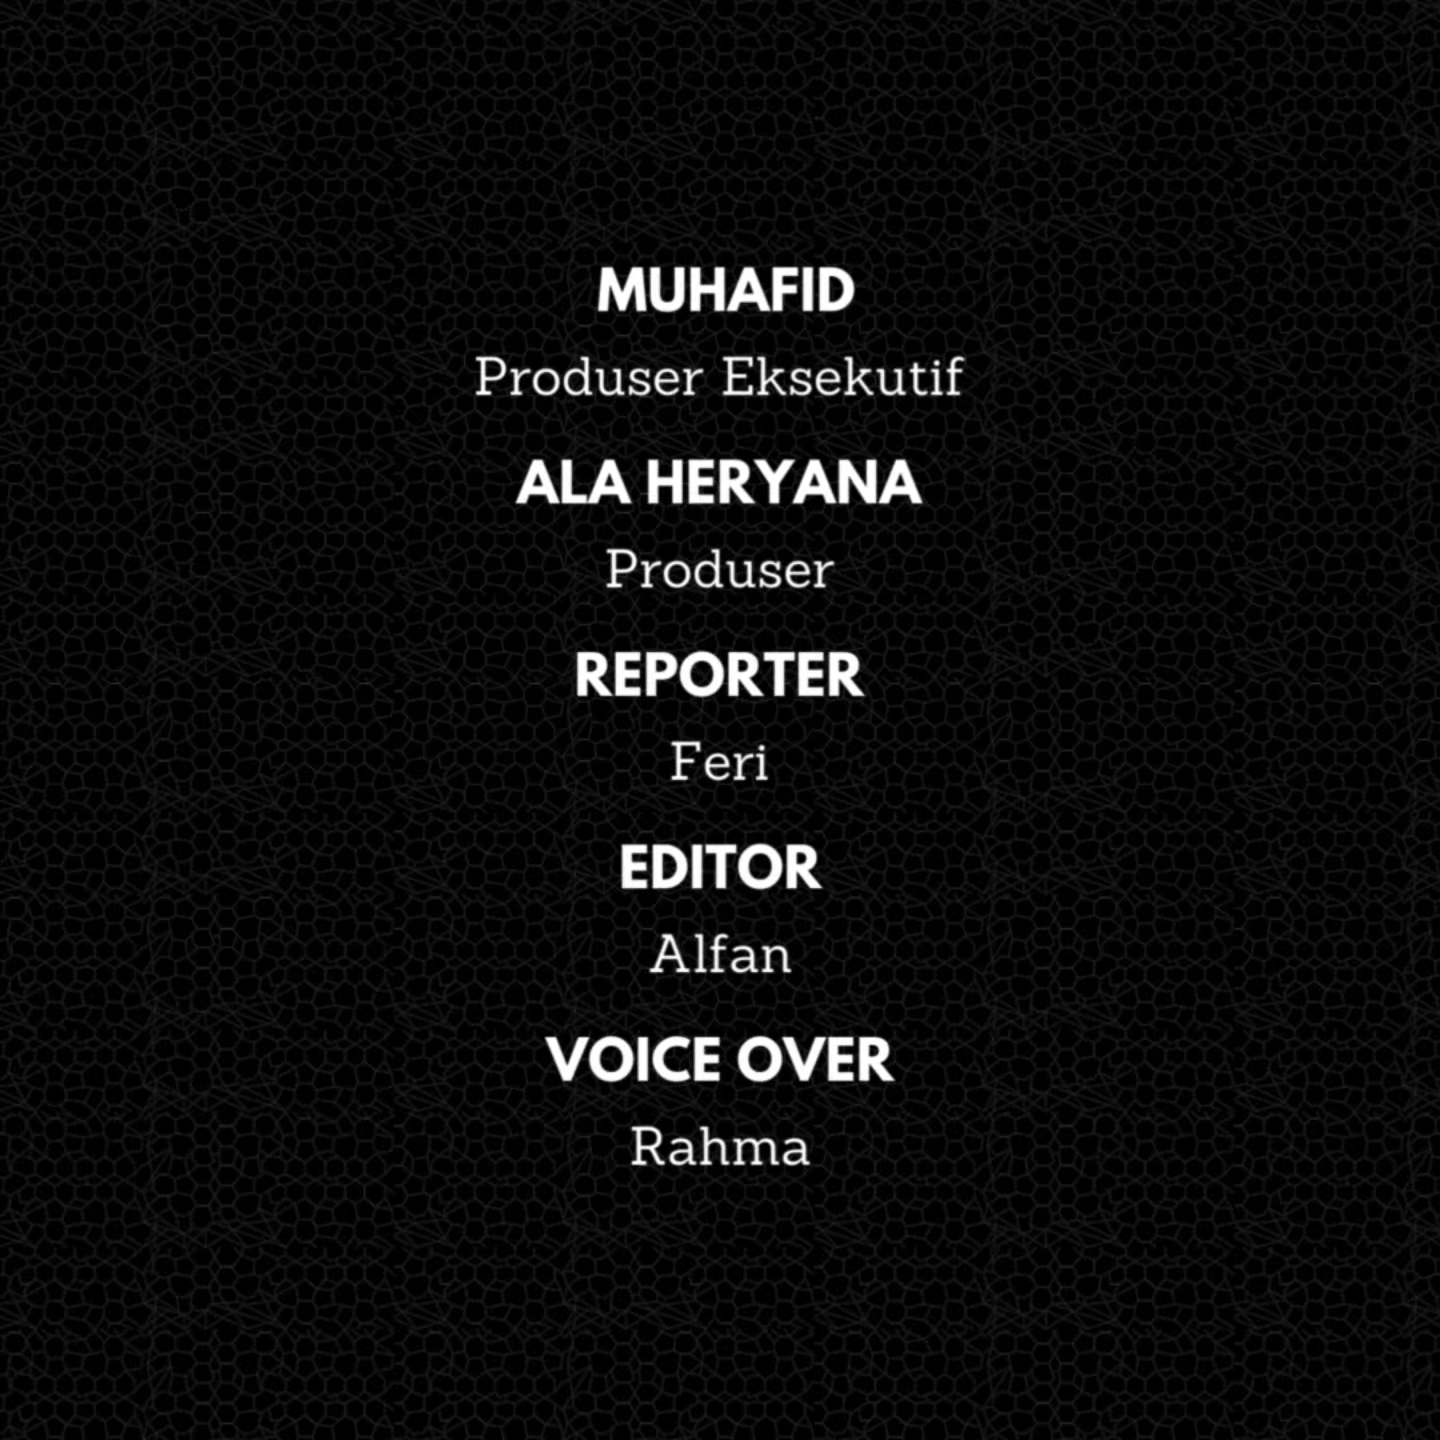 MUHAFID
Produser Eksekutif
ALA HERYANA
Produser
REPORTER
Feri
EDITOR
Alfan
VOICE OVER
Rahma